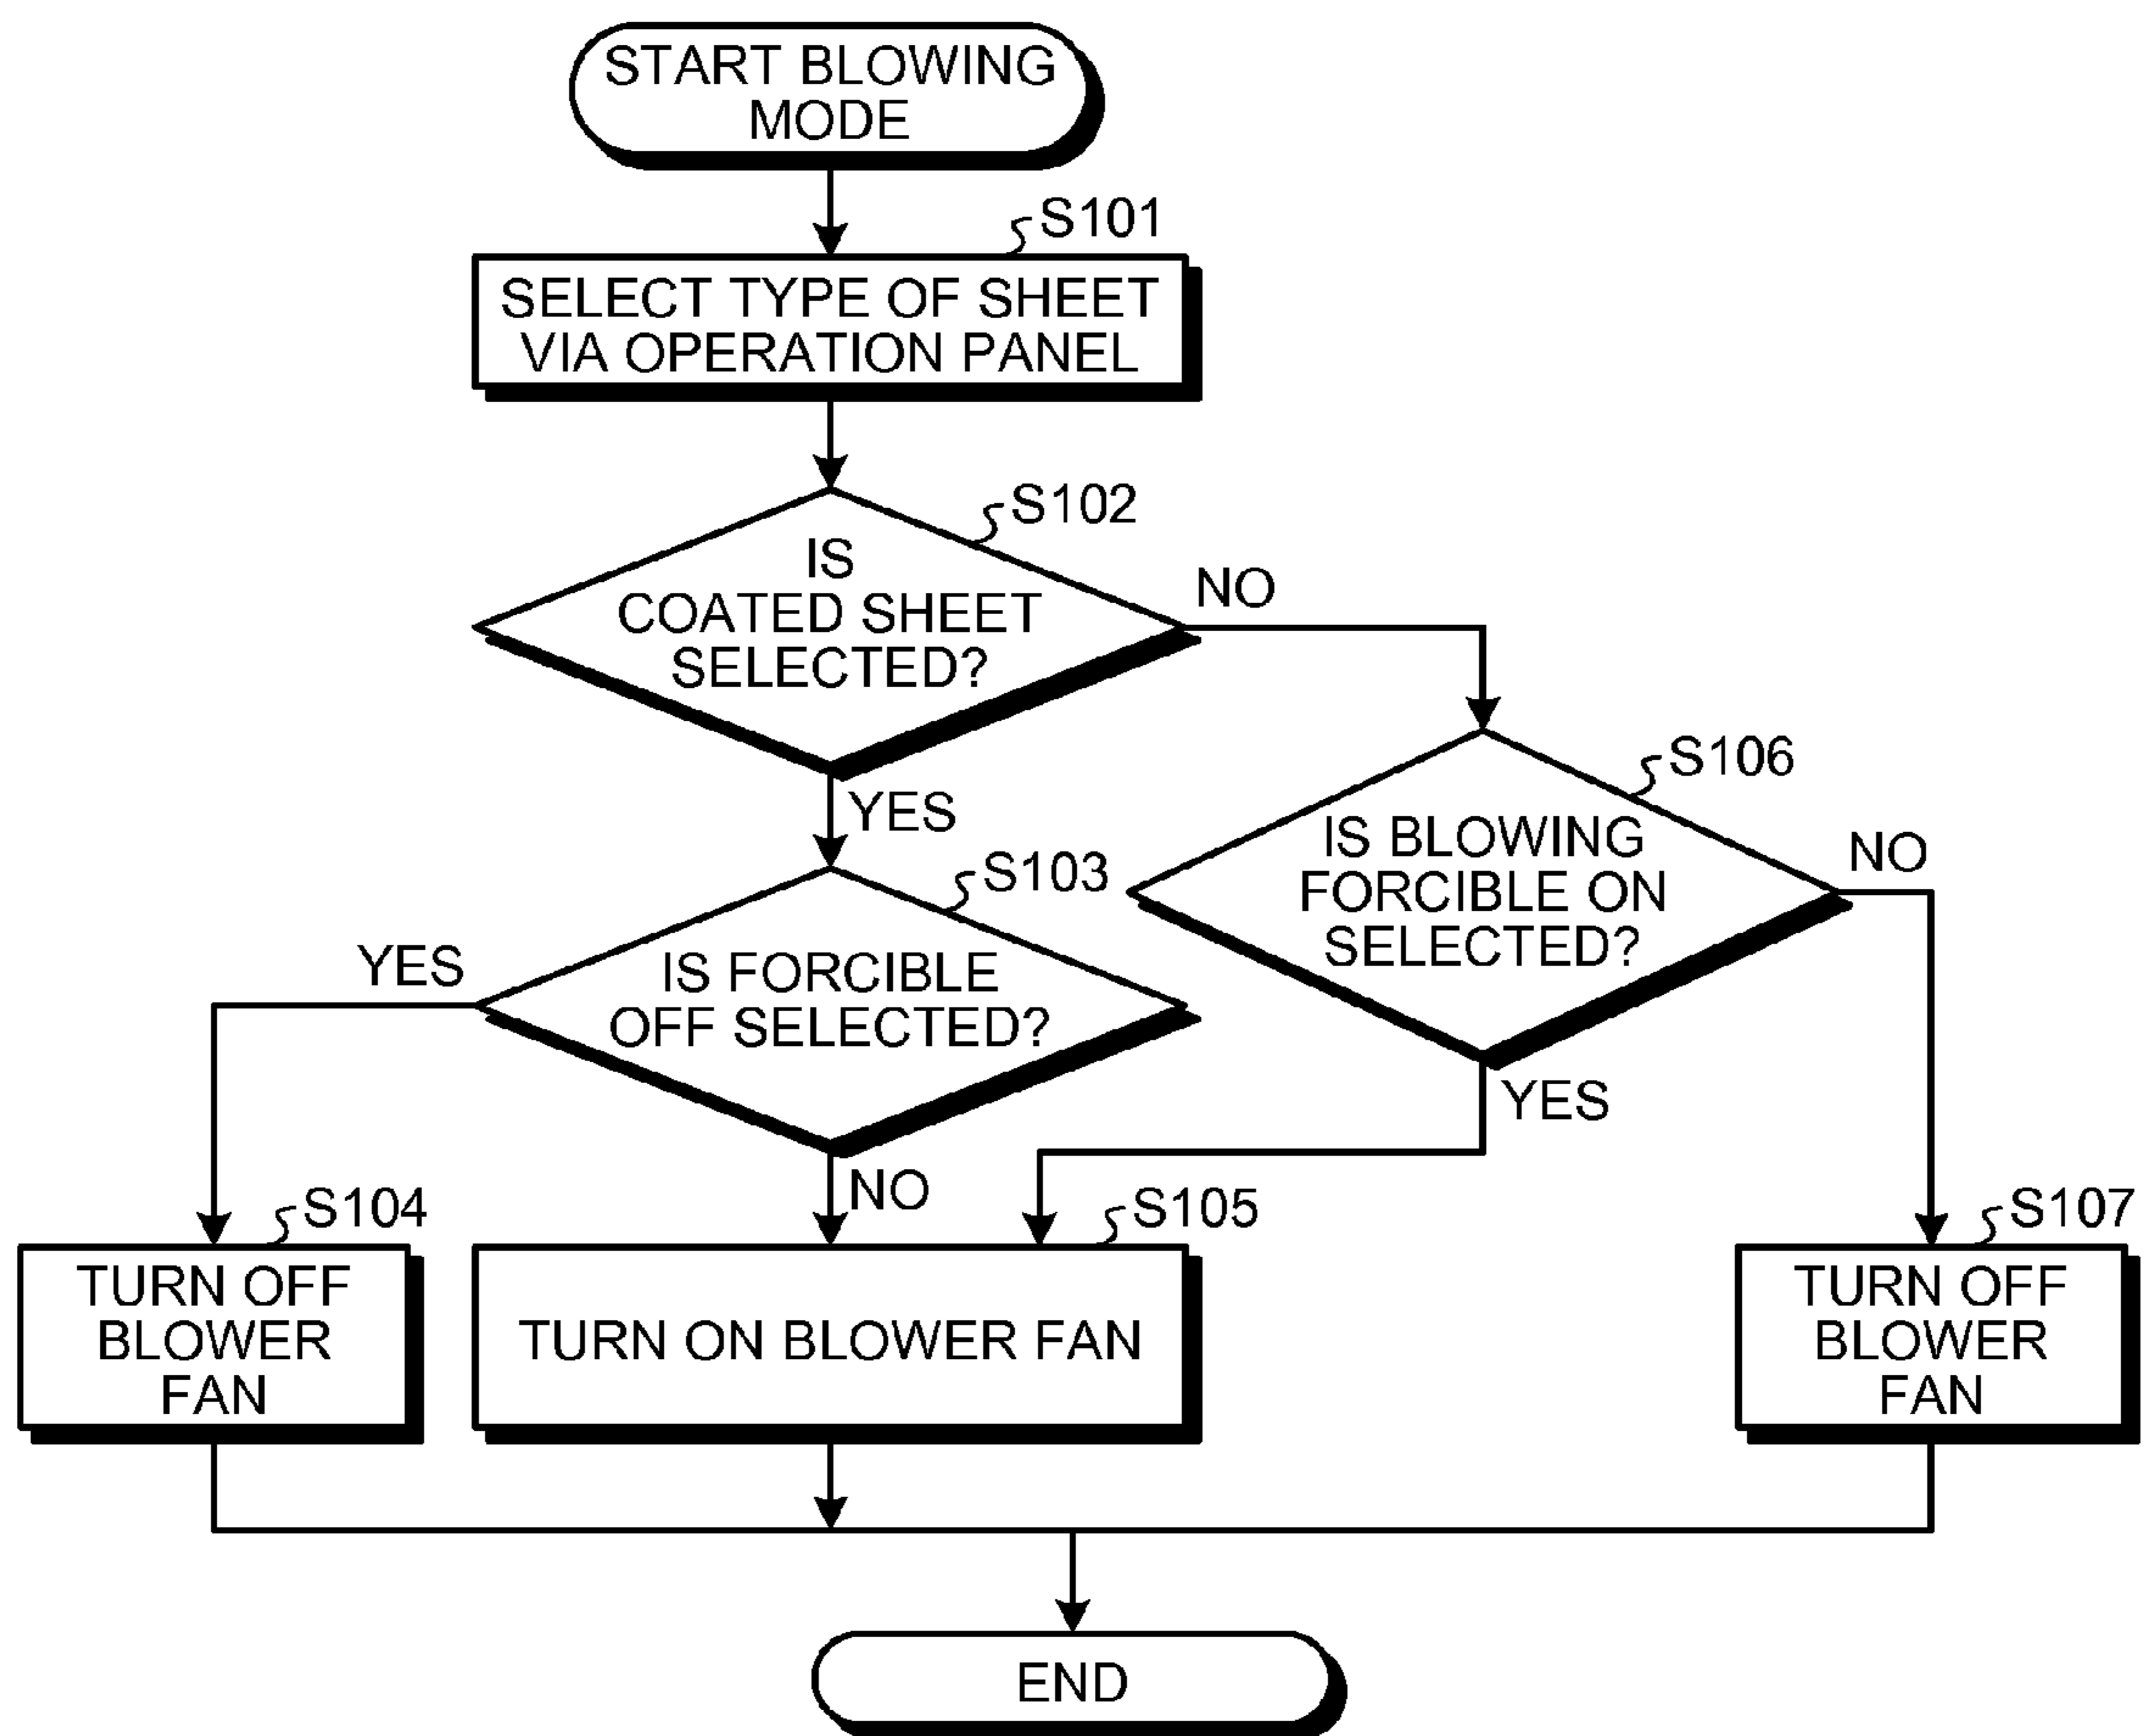 START BLOWING
MODE
S101
SELECT TYPE OF SHEET
VIA OPERATION PANEL
S102
IS
COATED SHEET
SELECTED?
NO
YES
S106
IS BLOWING
FORCIBLE ON
SELECTED?
NO
YES
S103
IS FORCIBLE
OFF SELECTED?
YES
NO
S104
TURN OFF
BLOWER
FAN
S105
TURN ON BLOWER FAN
S107
TURN OFF
BLOWER
FAN
END